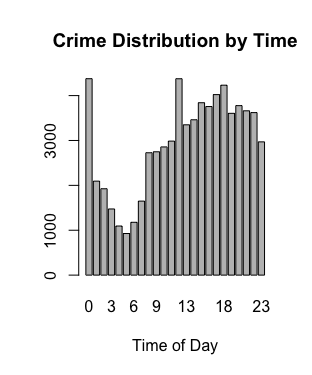 Crime Distribution by Time
3000
1000
0
0 3 6 9 13 18 23
Time of Day